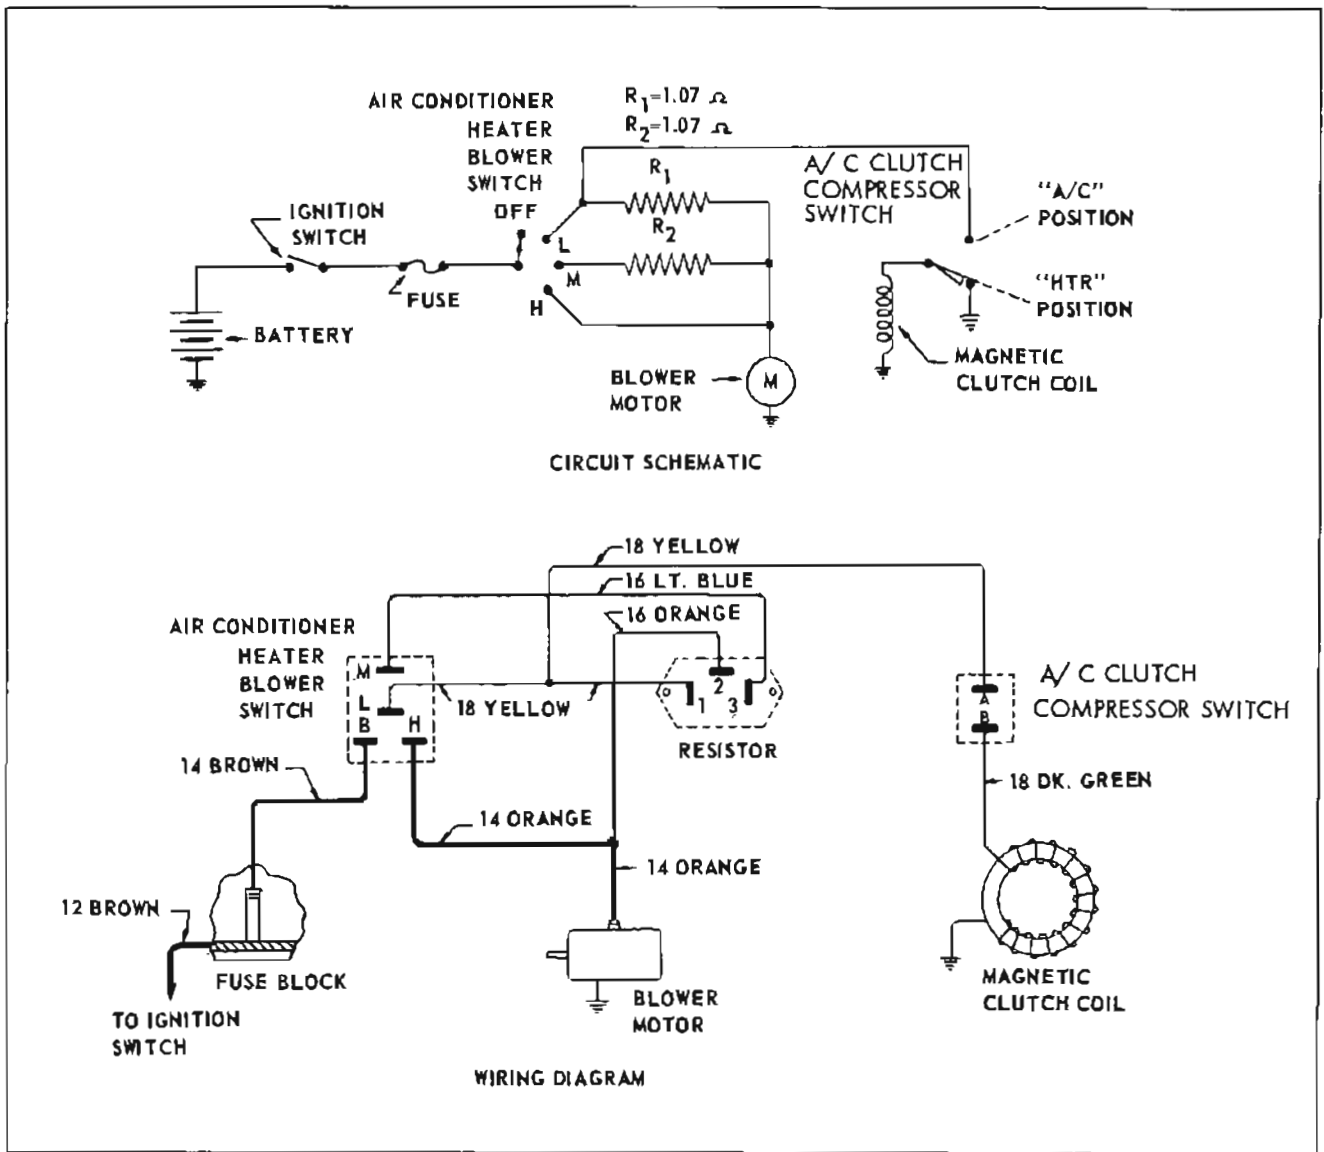 AIR CONDITIONER
HEATER
BLOWER
SWITCH
OFF
R1=1.07 Ω
R2=1.07 Ω
R1
R2
L
M
H
A/C CLUTCH
COMPRESSOR
SWITCH
"A/C"
POSITION
"HTR"
POSITION
IGNITION
SWITCH
FUSE
BATTERY
BLOWER
MOTOR
M
MAGNETIC
CLUTCH COIL
CIRCUIT SCHEMATIC
18 YELLOW
16 LT. BLUE
16 ORANGE
AIR CONDITIONER
HEATER
BLOWER
SWITCH
M
L
B
H
18 YELLOW
1
2
3
RESISTOR
A
B
A/C CLUTCH
COMPRESSOR SWITCH
14 BROWN
18 DK. GREEN
14 ORANGE
14 ORANGE
12 BROWN
FUSE BLOCK
TO IGNITION
SWITCH
BLOWER
MOTOR
MAGNETIC
CLUTCH COIL
WIRING DIAGRAM